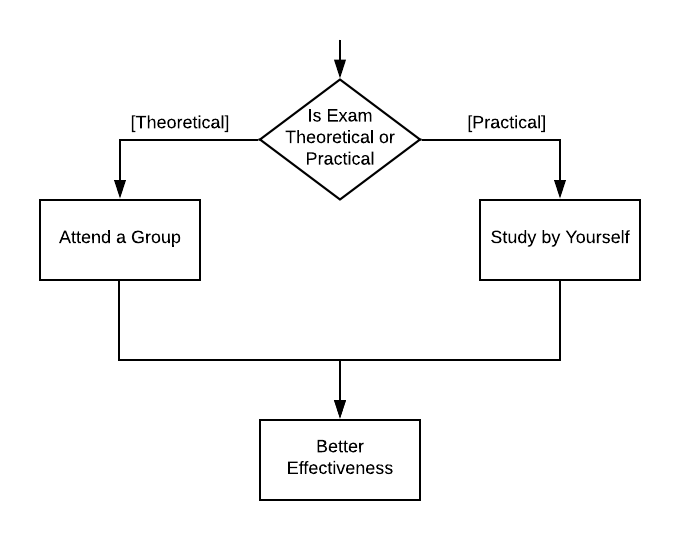 [Theoretical]
Is Exam
Theoretical or
Practical
[Practical]
Attend a Group
Study by Yourself
Better
Effectiveness